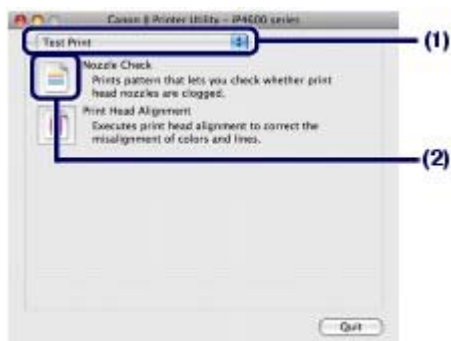 Canon IJ Printer Utility – iP4600 series
Test Print
(1)
Nozzle Check
Prints pattern that lets you check whether print
head nozzles are clogged.
Print Head Alignment
Executes print head alignment to correct the
misalignment of colors and lines.
(2)
Quit